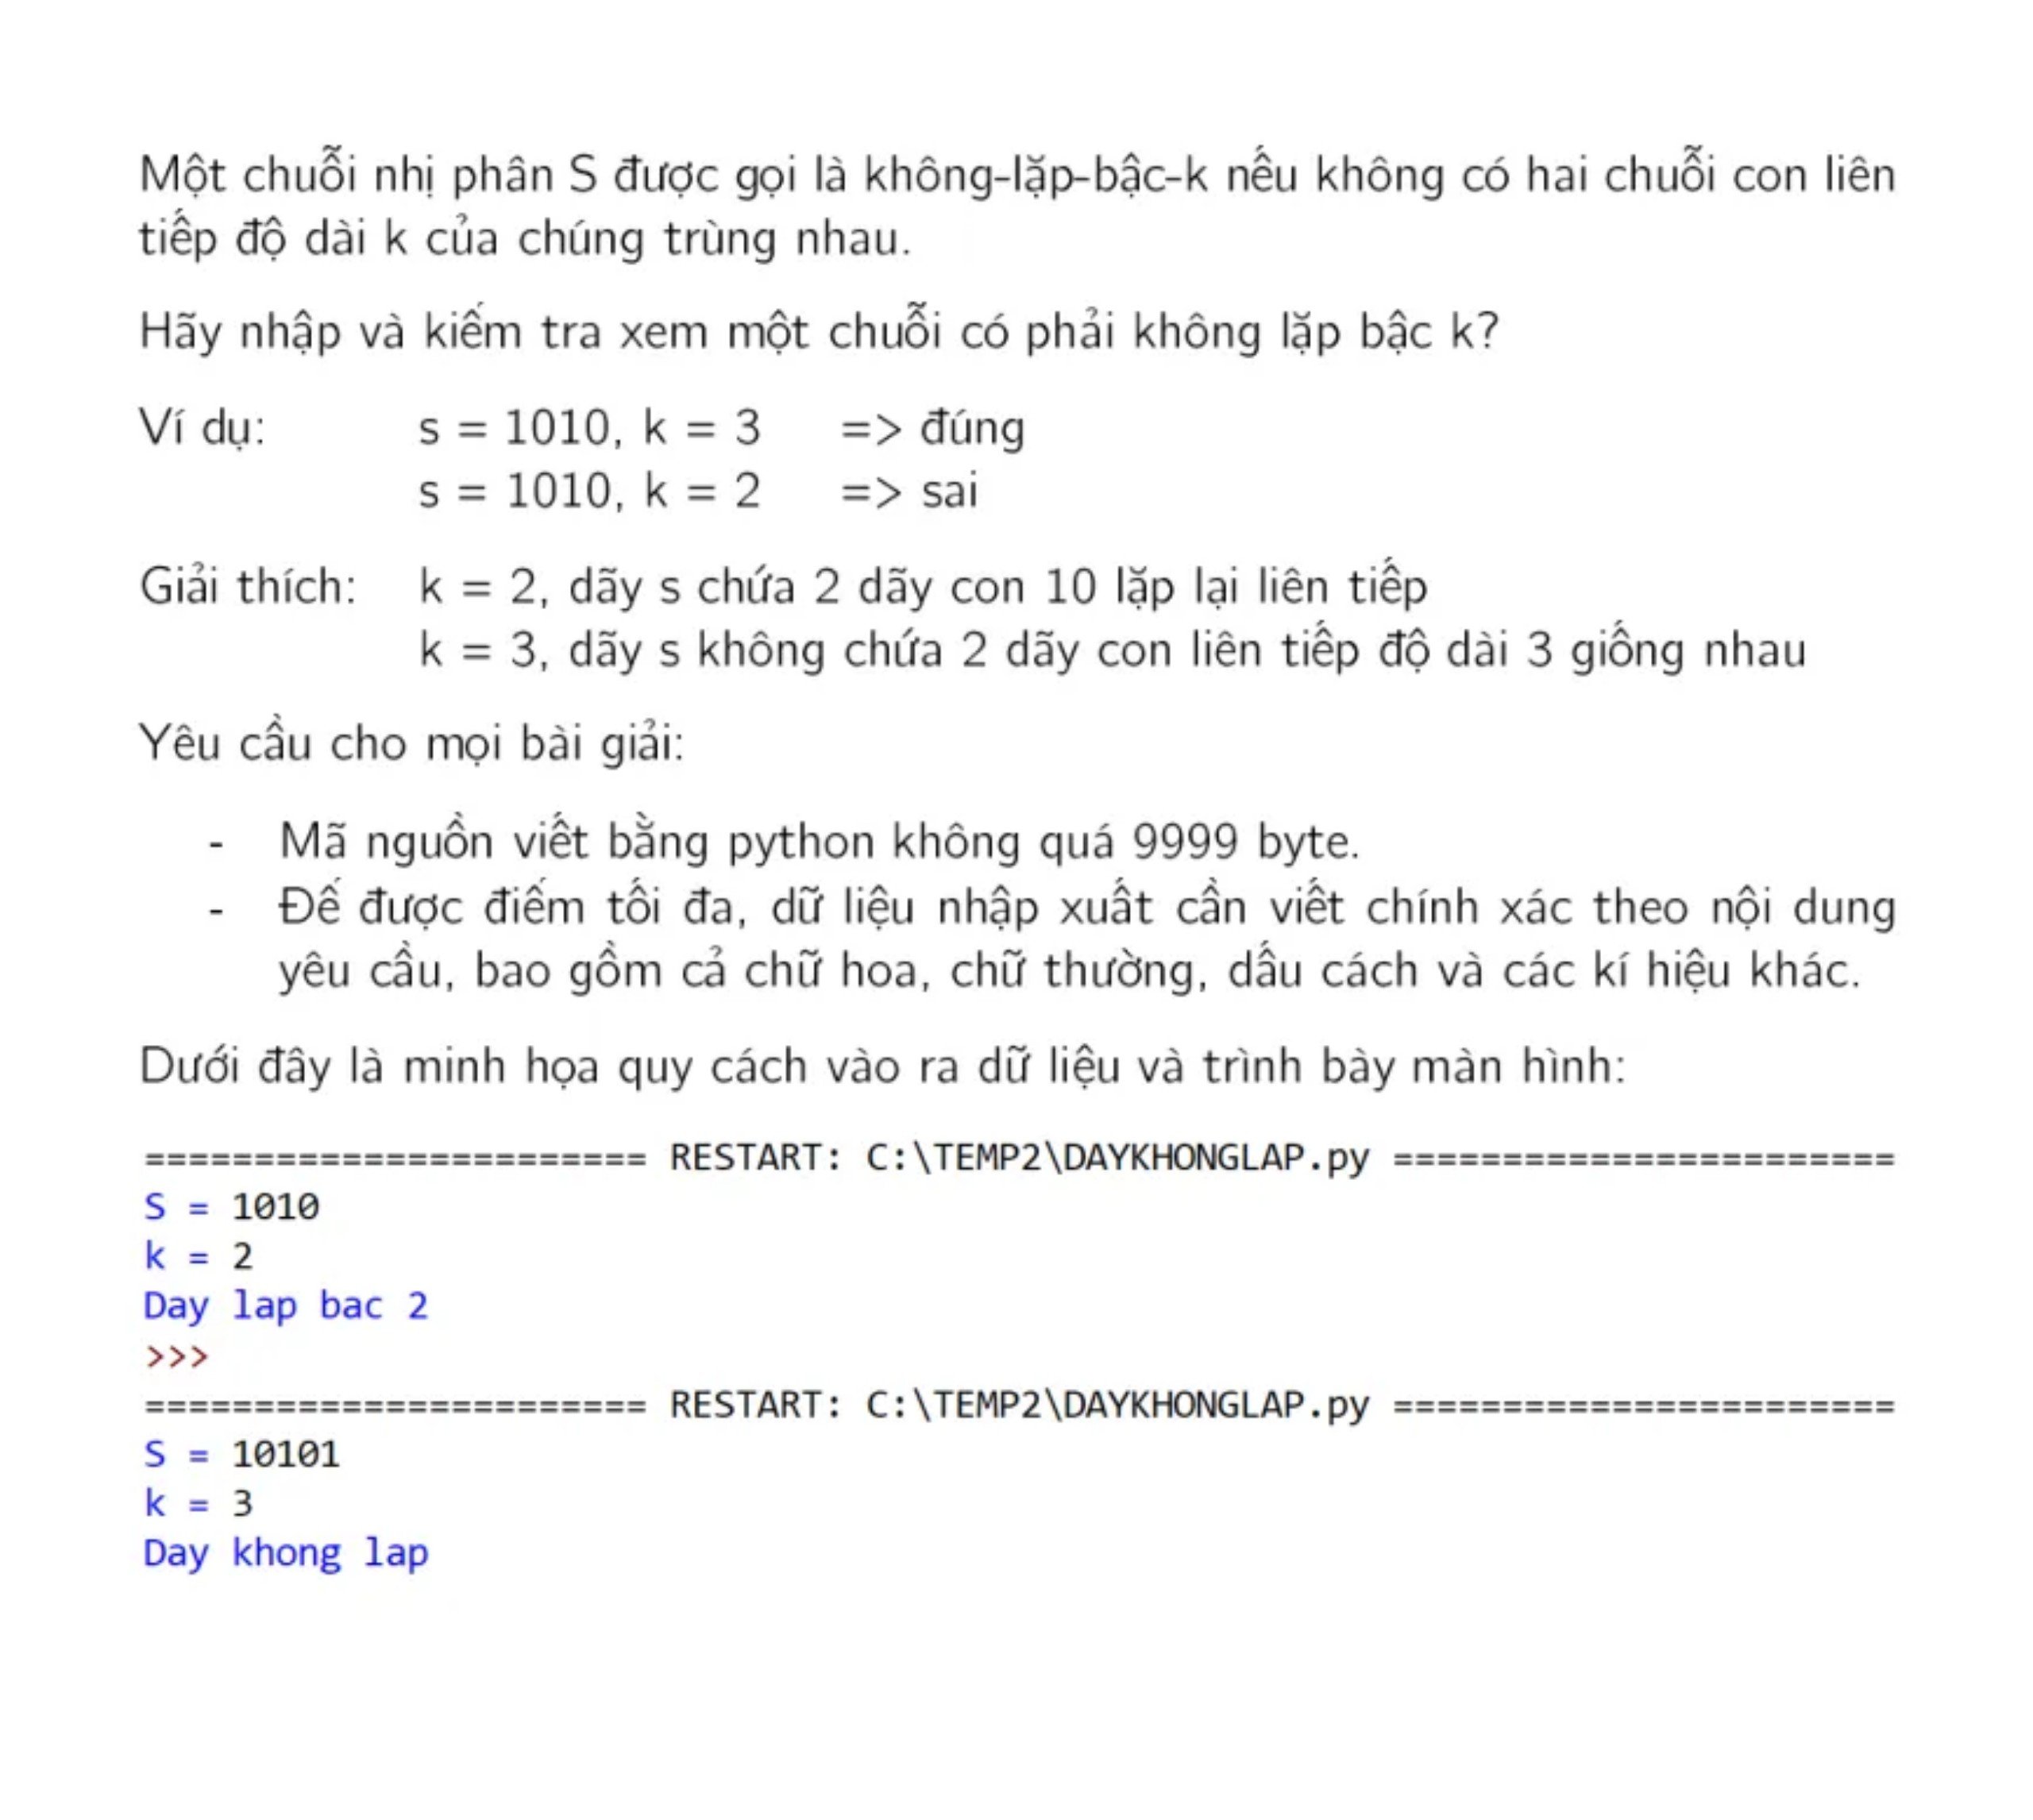 Một chuỗi nhị phân S được gọi là không-lặp-bậc-k nếu không có hai chuỗi con liên
tiếp độ dài k của chúng trùng nhau.
Hãy nhập và kiểm tra xem một chuỗi có phải không lặp bậc k?
Ví dụ: s = 1010, k = 3 => đúng
s = 1010, k = 2 => sai
Giải thích: k = 2, dãy s chứa 2 dãy con 10 lặp lại liên tiếp
k = 3, dãy s không chứa 2 dãy con liên tiếp độ dài 3 giống nhau
Yêu cầu cho mọi bài giải:
- Mã nguồn viết bằng python không quá 9999 byte.
- Để được điểm tối đa, dữ liệu nhập xuất cần viết chính xác theo nội dung
yêu cầu, bao gồm cả chữ hoa, chữ thường, dấu cách và các kí hiệu khác.
Dưới đây là minh họa quy cách vào ra dữ liệu và trình bày màn hình:
======================= RESTART: C:\TEMP2\DAYKHONGLAP.py =======================
S = 1010
k = 2
Day lap bac 2
>>>
======================= RESTART: C:\TEMP2\DAYKHONGLAP.py =======================
S = 10101
k = 3
Day khong lap